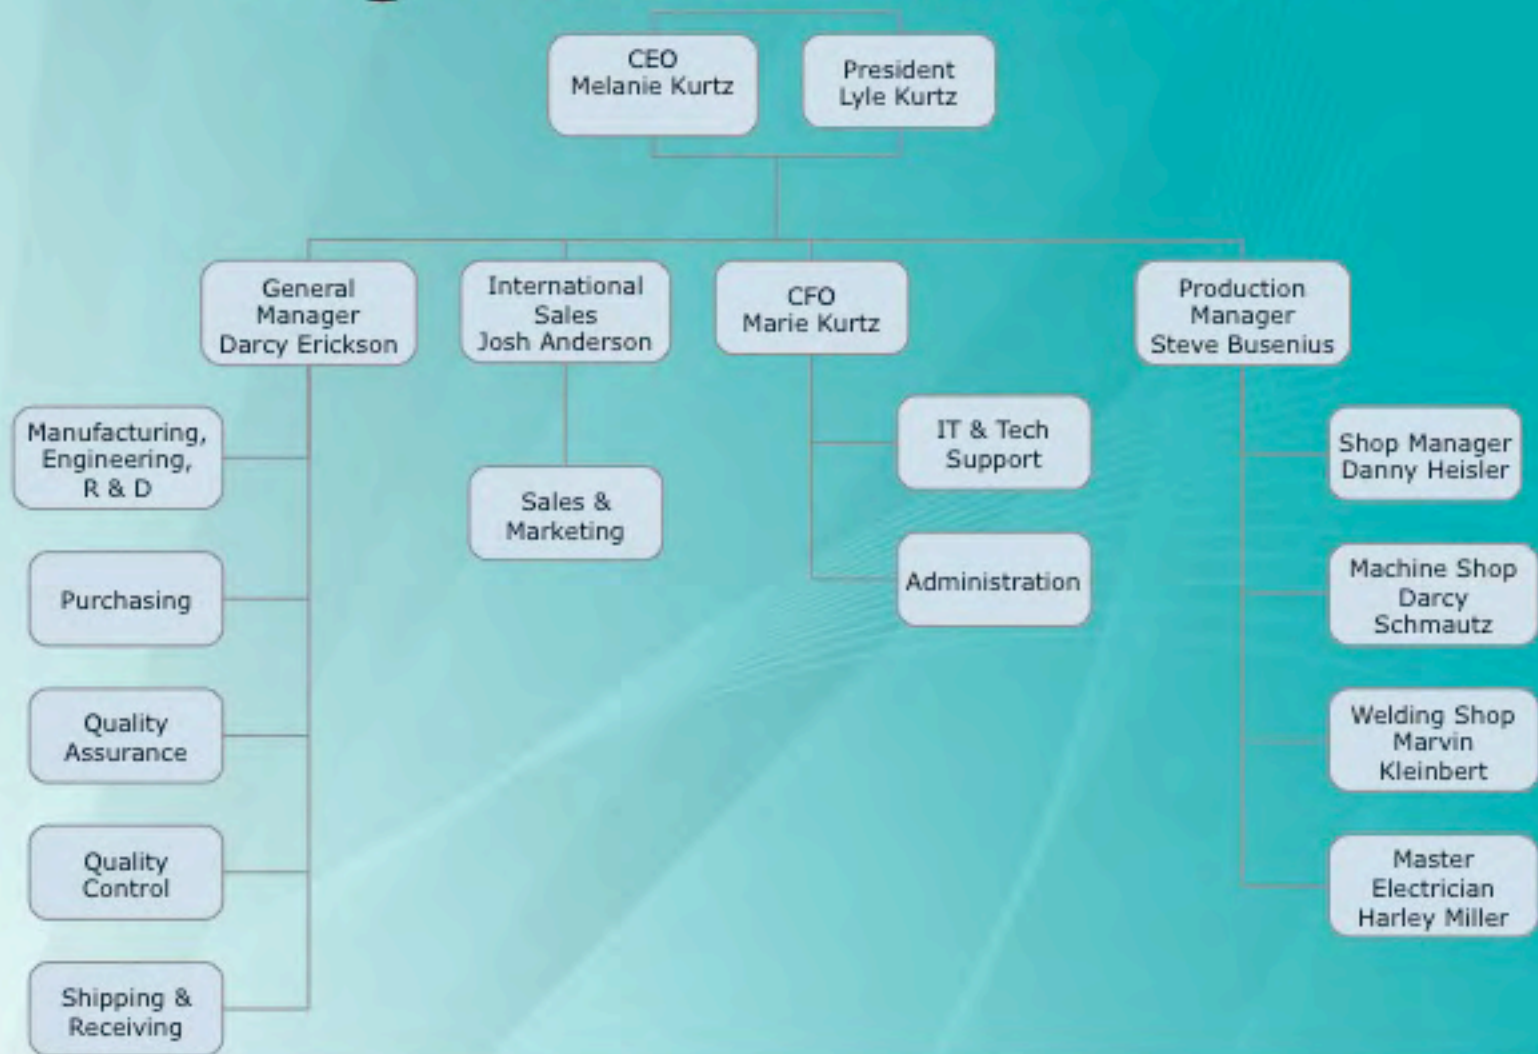 CEO
Melanie Kurtz
President
Lyle Kurtz
General
Manager
Darcy Erickson
International
Sales
Josh Anderson
CFO
Marie Kurtz
Production
Manager
Steve Busenius
Manufacturing,
Engineering,
R & D
Purchasing
Quality
Assurance
Quality
Control
Shipping &
Receiving
Sales &
Marketing
IT & Tech
Support
Administration
Shop Manager
Danny Heisler
Machine Shop
Darcy
Schmautz
Welding Shop
Marvin
Kleinbert
Master
Electrician
Harley Miller